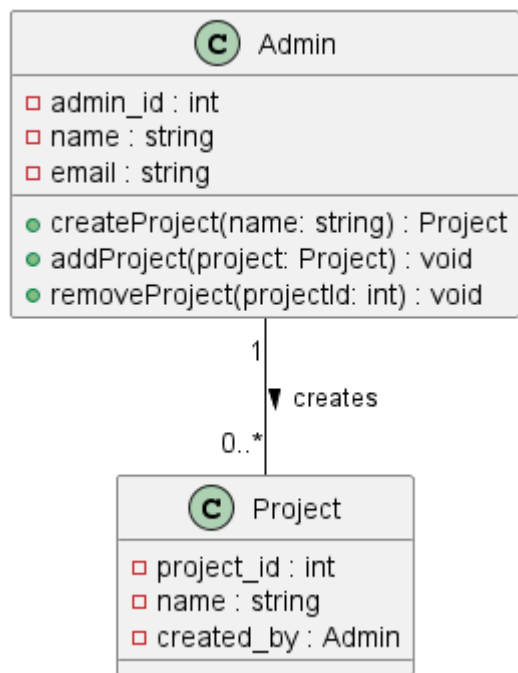 C Admin
admin_id : int
name : string
email : string
createProject(name: string) : Project
addProject(project: Project) : void
removeProject(projectId: int) : void
1
creates
0..*
C Project
project_id : int
name : string
created_by : Admin